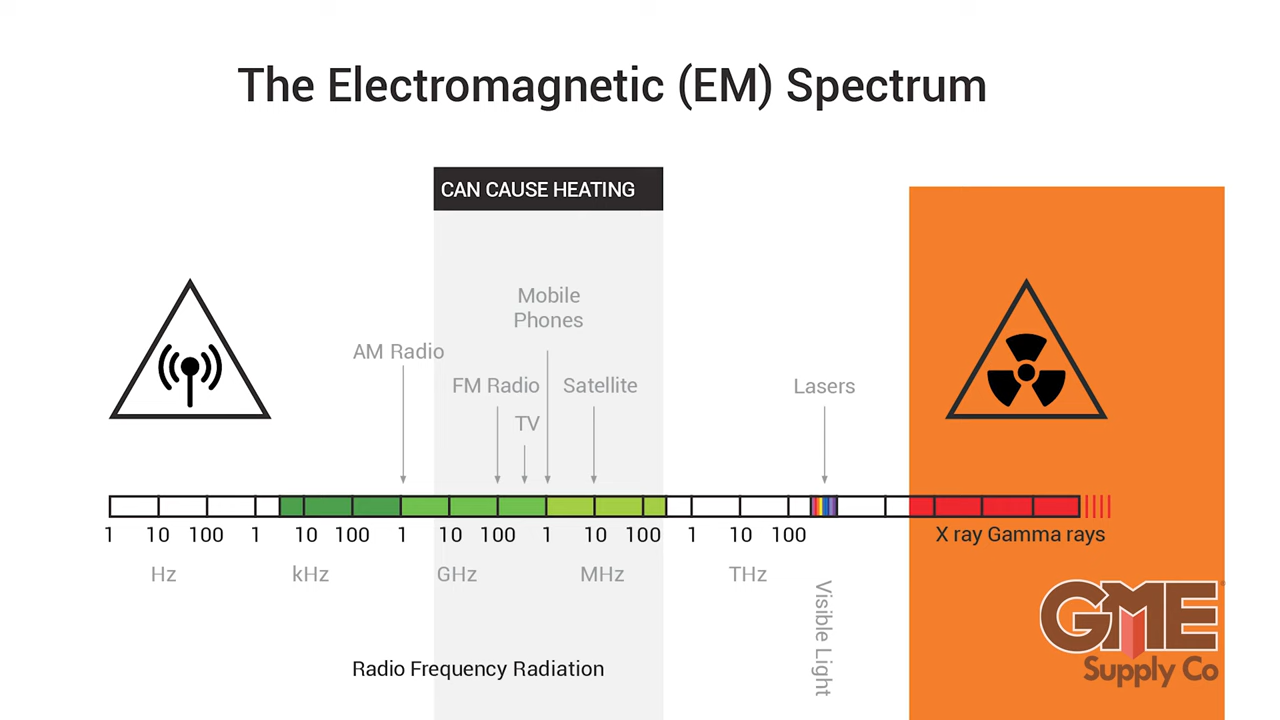 The Electromagnetic (EM) Spectrum
CAN CAUSE HEATING
Mobile
Phones
AM Radio
FM Radio
Satellite
Lasers
TV
1 10 100 1 10 100 1 10 100 1 10 100 1 10 100
X ray Gamma rays
Hz kHz GHz MHz THz
Visible Light
Radio Frequency Radiation
GME
Supply Co